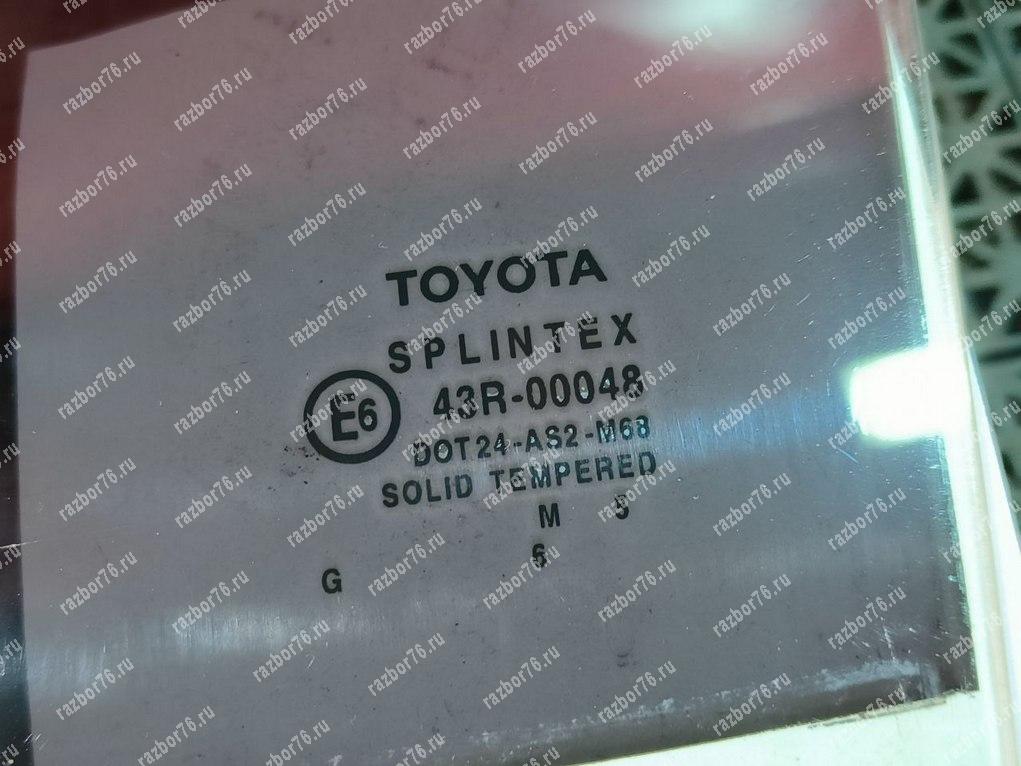 TOYOTA
SPLINTEX
E6 43R-00048
DOT24-AS2-M68
SOLID TEMPERED
M 5
6
G
razbor76.ru